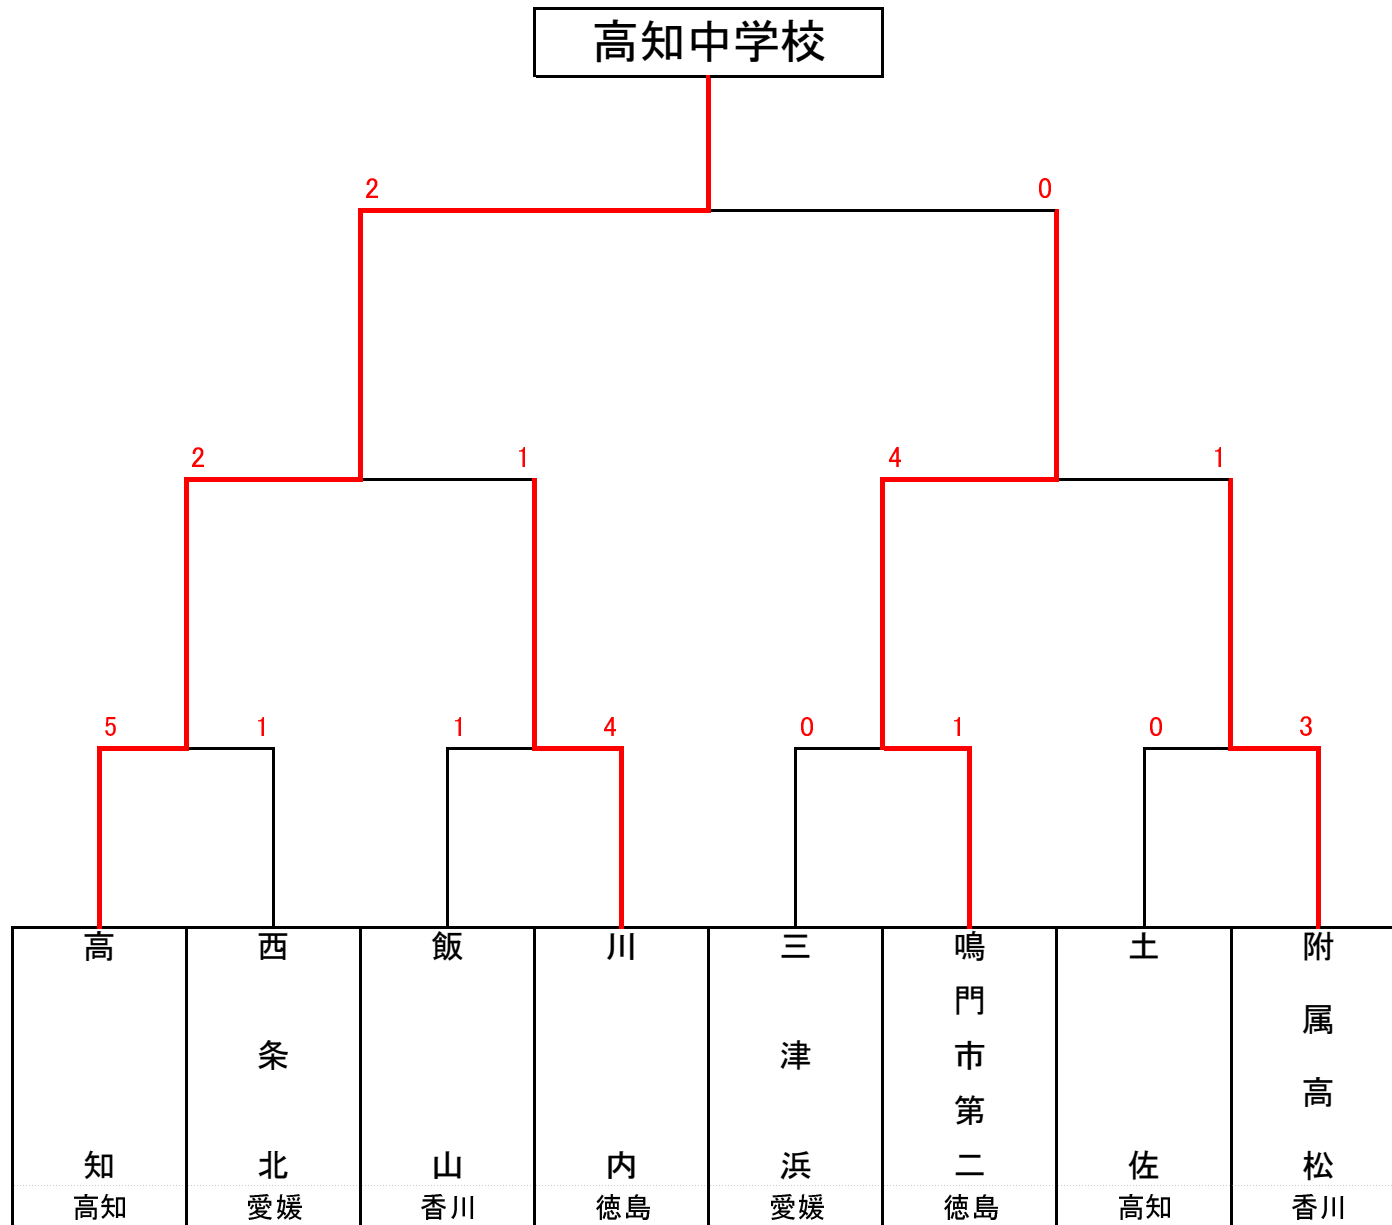 高知中学校
2 0
2 1 4 1
5 1 1 4 0 1 0 3
高知
西条北
飯山
川内
三津浜
鳴門市第二
土佐
附属高松
高知 愛媛 香川 徳島 愛媛 徳島 高知 香川